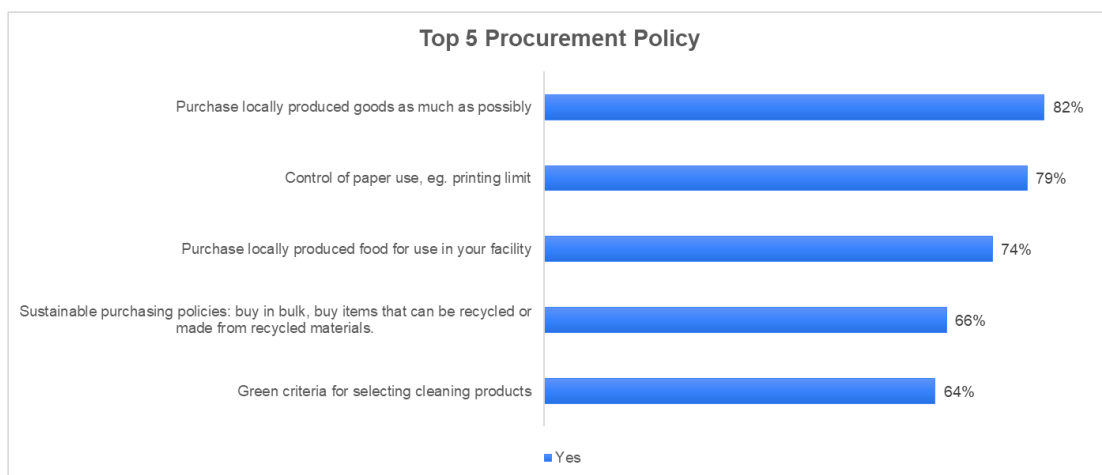 Top 5 Procurement Policy
Purchase locally produced goods as much as possibly
82%
Control of paper use, eg. printing limit
79%
Purchase locally produced food for use in your facility
74%
Sustainable purchasing policies: buy in bulk, buy items that can be recycled or
made from recycled materials.
66%
Green criteria for selecting cleaning products
64%
Yes